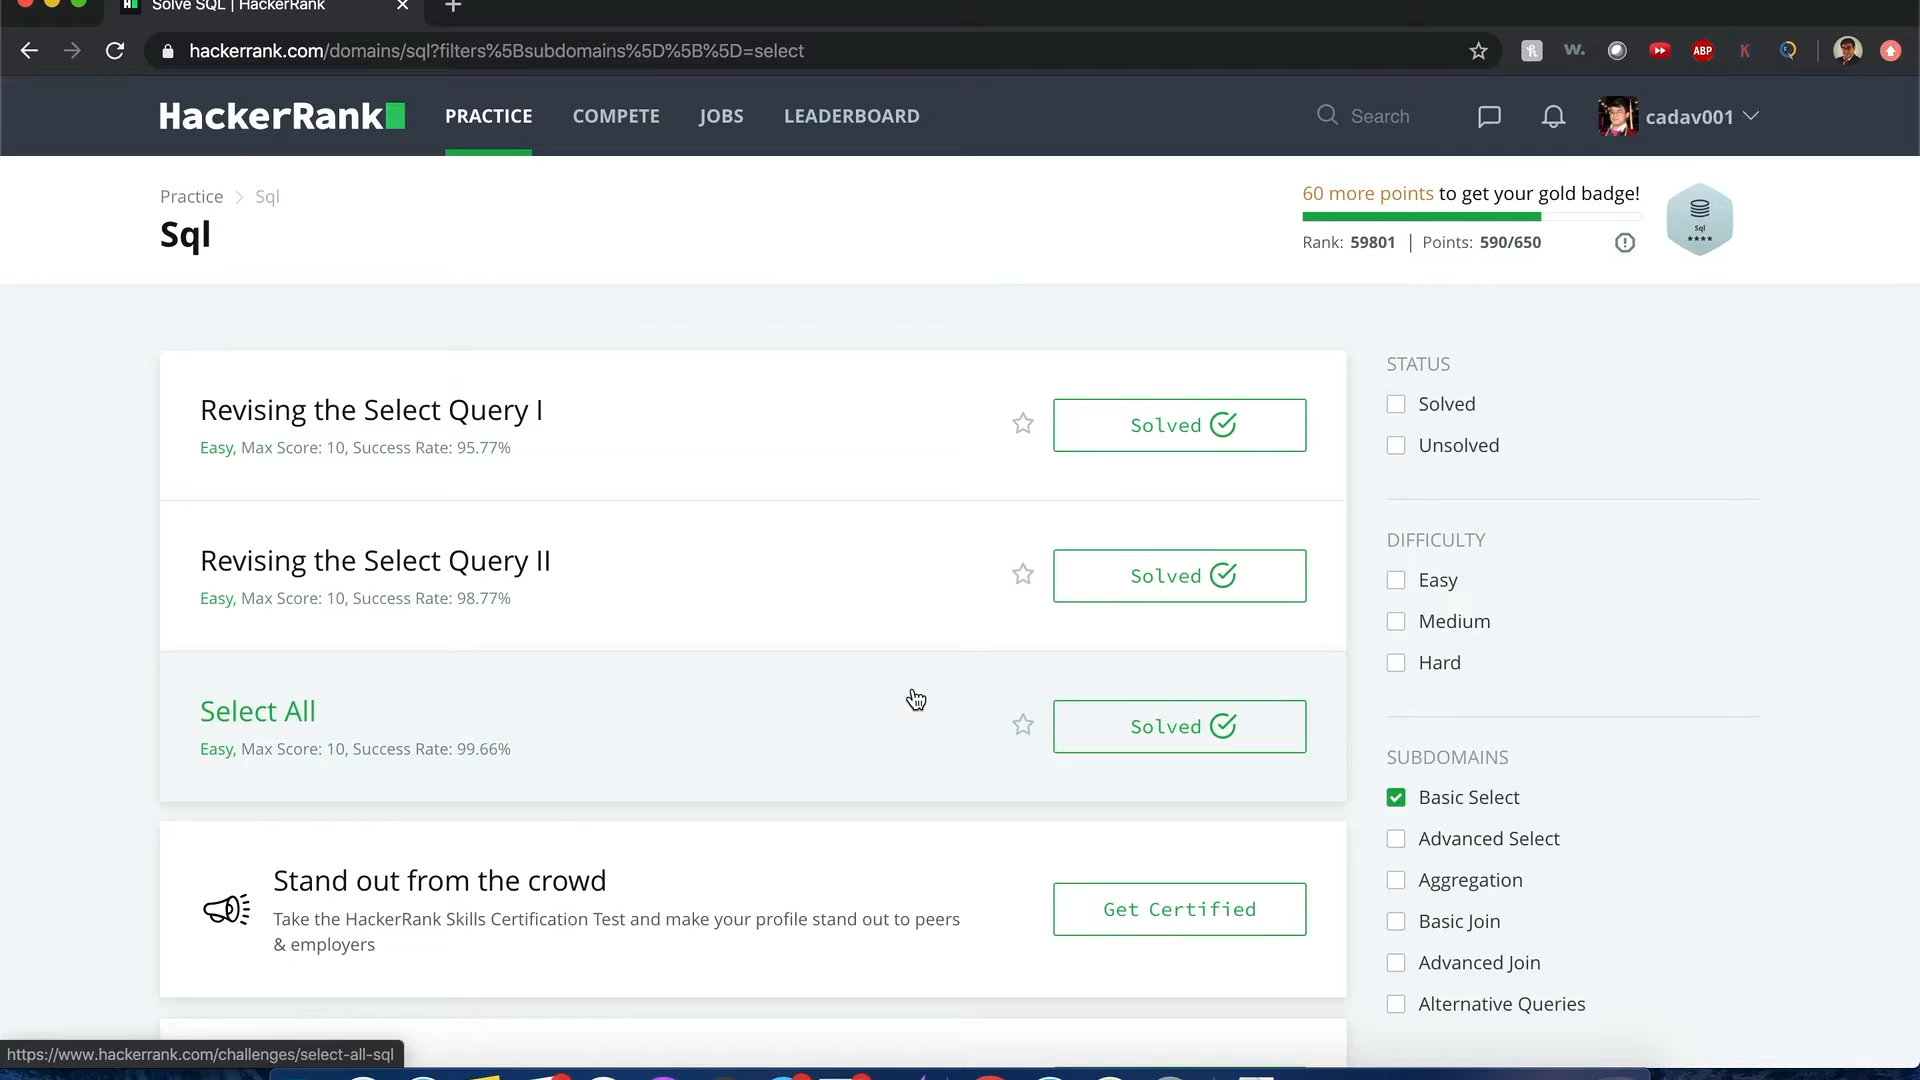 Solve SQL | HackerRank
hackerrank.com/domains/sql?filters%5Bsubdomains%5D%5B%5D=select
w.
ABP
K
HackerRank
PRACTICE
COMPETE
JOBS
LEADERBOARD
Search
cadav001
Practice > Sql
Sql
60 more points to get your gold badge!
Rank: 59801 | Points: 590/650
Sql
Revising the Select Query I
Easy, Max Score: 10, Success Rate: 95.77%
Solved
Revising the Select Query II
Easy, Max Score: 10, Success Rate: 98.77%
Solved
Select All
Easy, Max Score: 10, Success Rate: 99.66%
Solved
Stand out from the crowd
Take the HackerRank Skills Certification Test and make your profile stand out to peers
& employers
Get Certified
STATUS
Solved
Unsolved
DIFFICULTY
Easy
Medium
Hard
SUBDOMAINS
Basic Select
Advanced Select
Aggregation
Basic Join
Advanced Join
Alternative Queries
https://www.hackerrank.com/challenges/select-all-sql